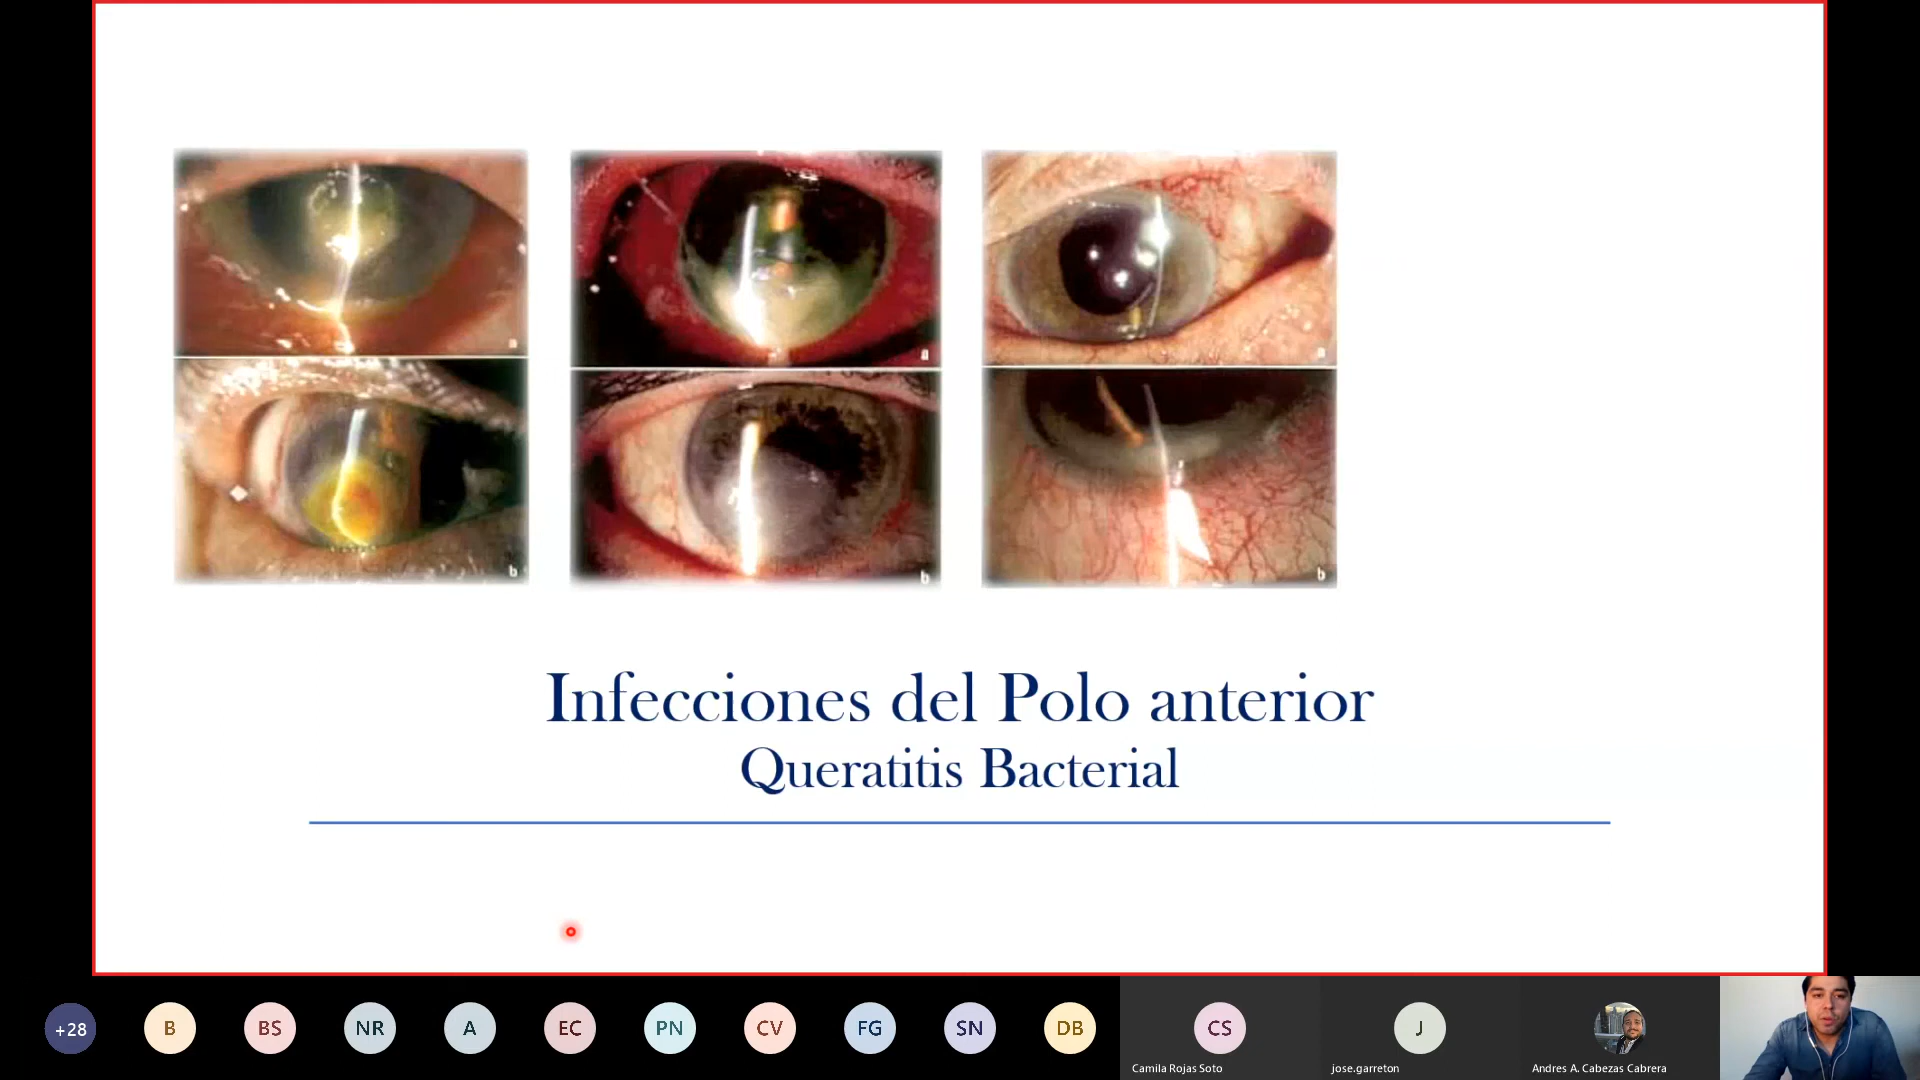 a
a
a
b
b
b
Infecciones del Polo anterior
Queratitis Bacterial
+28
B
BS
NR
A
EC
PN
CV
FG
SN
DB
CS
J
Camila Rojas Soto
jose.garreton
Andres A. Cabezas Cabrera